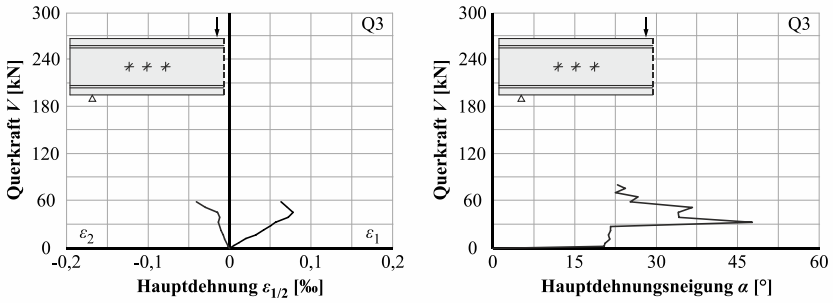 300
240
180
120
60
0
Querkraft V [kN]
Q3
ε2
ε1
-0,2
-0,1
0
0,1
0,2
Hauptdehnung ε1/2 [‰]
300
240
180
120
60
0
Querkraft V [kN]
Q3
0
15
30
45
60
Hauptdehnungsneigung α [°]